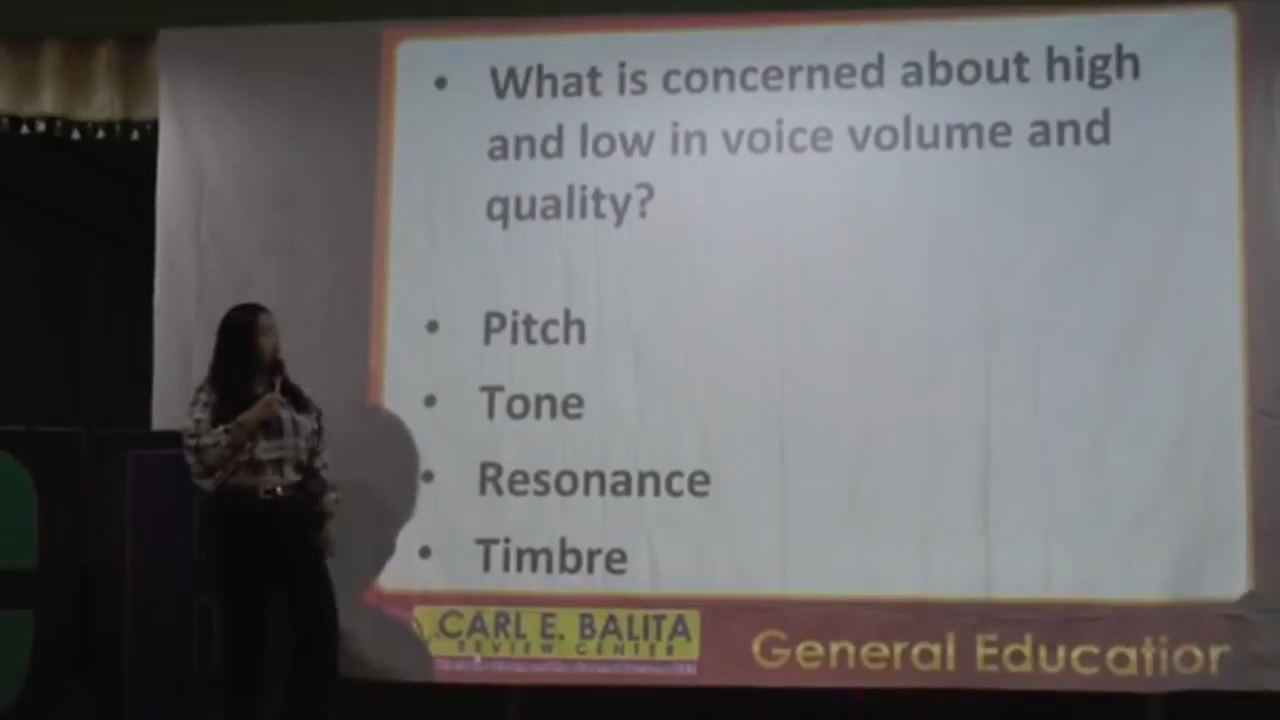 • What is concerned about high
and low in voice volume and
quality?
• Pitch
• Tone
• Resonance
• Timbre
CARL E. BALITA
REVIEW CENTER
General Education